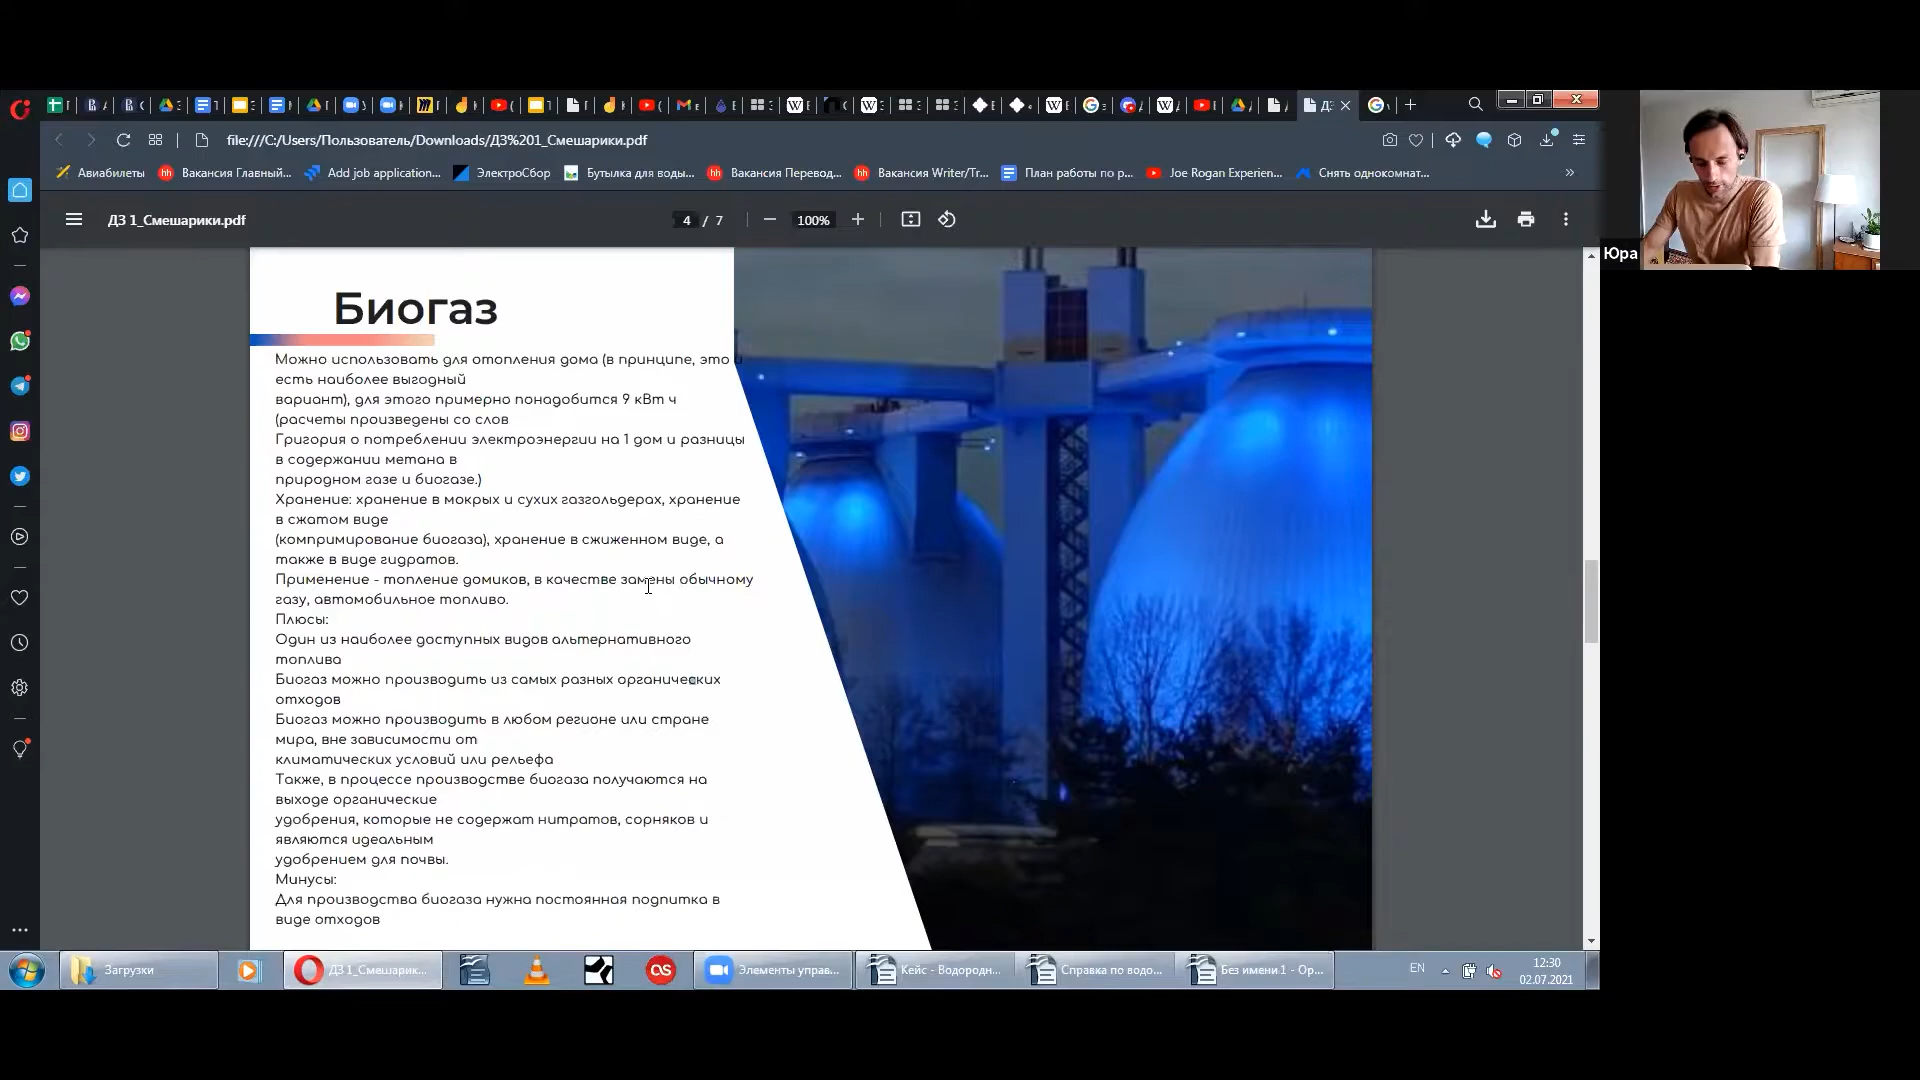 file:///C:/Users/Пользователь/Downloads/ДЗ%201_Смешарики.pdf
Авиабилеты
Вакансия Главный...
Add job application...
ЭлектроСбор
Бутылка для воды...
Вакансия Перевод...
Вакансия Writer/Tr...
План работы по р...
Joe Rogan Experien...
Снять однокомнат...
ДЗ 1_Смешарики.pdf
4 / 7
100%
Юра
Биогаз
Можно использовать для отопления дома (в принципе, это и
есть наиболее выгодный
вариант), для этого примерно понадобится 9 кВт ч
(расчеты произведены со слов
Григория о потреблении электроэнергии на 1 дом и разницы
в содержании метана в
природном газе и биогазе.)
Хранение: хранение в мокрых и сухих газгольдерах, хранение
в сжатом виде
(компримирование биогаза), хранение в сжиженном виде, а
также в виде гидратов.
Применение - топление домиков, в качестве замены обычному
газу, автомобильное топливо.
Плюсы:
Один из наиболее доступных видов альтернативного
топлива
Биогаз можно производить из самых разных органических
отходов
Биогаз можно производить в любом регионе или стране
мира, вне зависимости от
климатических условий или рельефа
Также, в процессе производстве биогаза получаются на
выходе органические
удобрения, которые не содержат нитратов, сорняков и
являются идеальным
удобрением для почвы.
Минусы:
Для производства биогаза нужна постоянная подпитка в
виде отходов
Загрузки
ДЗ 1_Смешарик...
Элементы управ...
Кейс - Водородн...
Справка по водо...
Без имени 1 - Op...
EN
12:30
02.07.2021